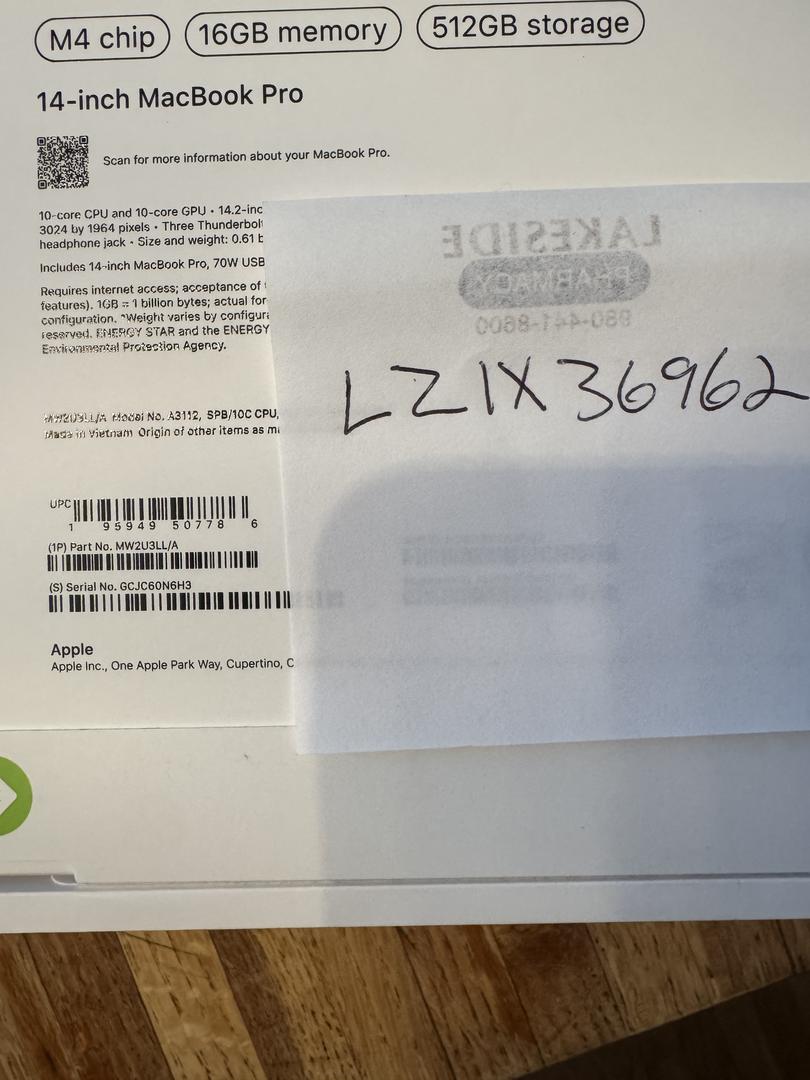 M4 chip 16GB memory 512GB storage
14-inch MacBook Pro
Scan for more information about your MacBook Pro.
10-core CPU and 10-core GPU • 14.2-inc
3024 by 1964 pixels • Three Thunderbol
headphone jack • Size and weight: 0.61 b
Includes 14-inch MacBook Pro, 70W USB
Requires internet access; acceptance of
features). 1GB = 1 billion bytes; actual for
configuration. *Weight varies by configura
reserved. ENERGY STAR and the ENERGY
Environmental Protection Agency.
MW2U3LL/A Model No. A3112, SPB/10C CPU,
Made in Vietnam Origin of other items as ma
UPC
1 95949 50778 6
(1P) Part No. MW2U3LL/A
(S) Serial No. GCJC60N6H3
Apple
Apple Inc., One Apple Park Way, Cupertino, C
LAKESIDE
PHARMACY
LZ1X36962